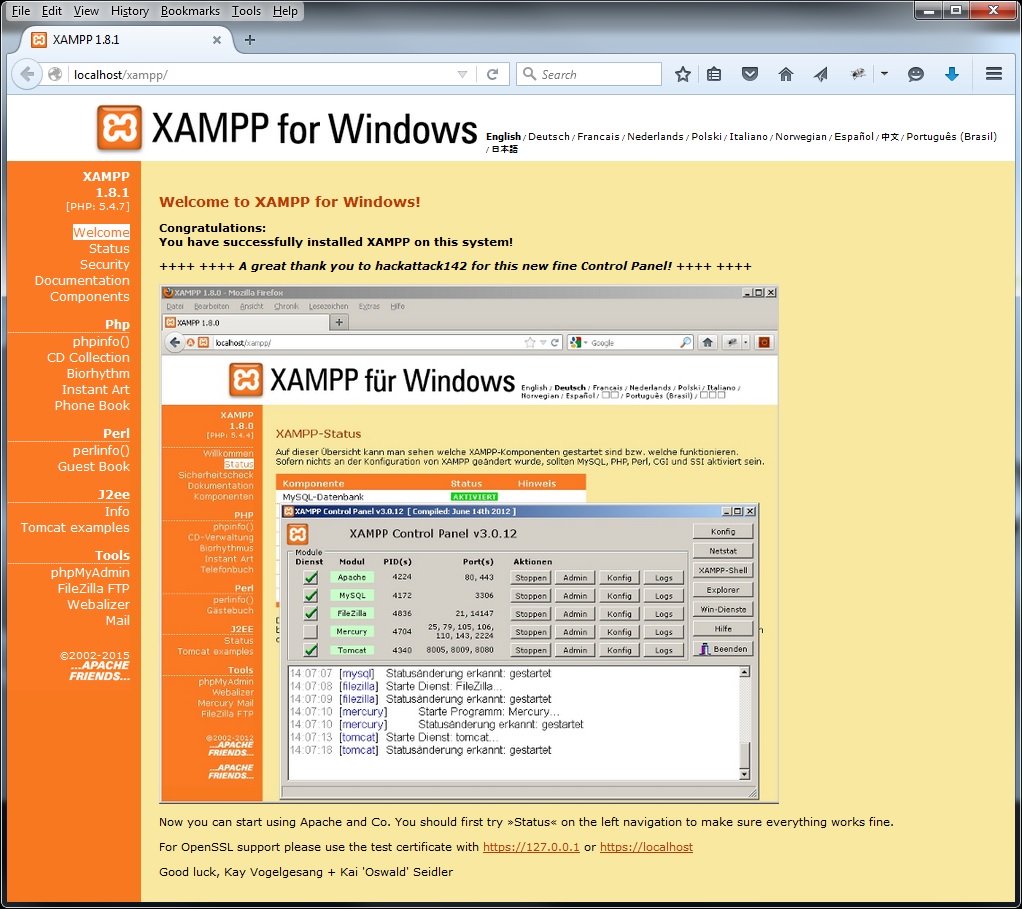 File Edit View History Bookmarks Tools Help
XAMPP 1.8.1
localhost/xampp/
Search
XAMPP for Windows
English / Deutsch / Francais / Nederlands / Polski / Italiano / Norwegian / Español / 中文 / Português (Brasil)
/ 日本語
XAMPP
1.8.1
[PHP: 5.4.7]
Welcome
Status
Security
Documentation
Components
Php
phpinfo()
CD Collection
Biorhythm
Instant Art
Phone Book
Perl
perlinfo()
Guest Book
J2ee
Info
Tomcat examples
Tools
phpMyAdmin
FileZilla FTP
Webalizer
Mail
©2002-2015
...APACHE
FRIENDS...
Welcome to XAMPP for Windows!
Congratulations:
You have successfully installed XAMPP on this system!
++++ ++++ A great thank you to hackattack142 for this new fine Control Panel! ++++ ++++
XAMPP 1.8.0 - Mozilla Firefox
Datei Bearbeiten Ansicht Chronik Lesezeichen Extras Hilfe
XAMPP 1.8.0
localhost/xampp/
Google
XAMPP für Windows
English / Deutsch / Francais / Nederlands / Polski / Italiano /
Norwegian / Español / □□ / Português (Brasil) / □□□
XAMPP
1.8.0
[PHP: 5.4.4]
Willkommen
Status
Sicherheitscheck
Dokumentation
Komponenten
PHP
phpinfo()
CD-Verwaltung
Biorhythmus
Instant Art
Telefonbuch
Perl
perlinfo()
Gästebuch
J2EE
Status
Tomcat examples
Tools
phpMyAdmin
Webalizer
Mercury Mail
FileZilla FTP
©2002-2012
...APACHE
FRIENDS...
...APACHE
FRIENDS...
XAMPP-Status
Auf dieser Übersicht kann man sehen welche XAMPP-Komponenten gestartet sind bzw. welche funktionieren.
Sofern nichts an der Konfiguration von XAMPP geändert wurde, sollten MySQL, PHP, Perl, CGI und SSI aktiviert sein.
Komponente Status Hinweis
MySQL-Datenbank AKTIVIERT
XAMPP Control Panel v3.0.12 [ Compiled: June 14th 2012 ]
XAMPP Control Panel v3.0.12
Module
Dienst Modul PID(s) Port(s) Aktionen
Apache 4224 80, 443 Stoppen Admin Konfig Logs
MySQL 4172 3306 Stoppen Admin Konfig Logs
FileZilla 4836 21, 14147 Stoppen Admin Konfig Logs
Mercury 4704 25, 79, 105, 106, 110, 143, 2224 Stoppen Admin Konfig Logs
Tomcat 4340 8005, 8009, 8080 Stoppen Admin Konfig Logs
Konfig
Netstat
XAMPP-Shell
Explorer
Win-Dienste
Hilfe
Beenden
14:07:07 [mysql] Statusänderung erkannt: gestartet
14:07:08 [filezilla] Starte Dienst: FileZilla...
14:07:09 [filezilla] Statusänderung erkannt: gestartet
14:07:10 [mercury] Starte Programm: Mercury...
14:07:10 [mercury] Statusänderung erkannt: gestartet
14:07:13 [tomcat] Starte Dienst: tomcat...
14:07:18 [tomcat] Statusänderung erkannt: gestartet
Now you can start using Apache and Co. You should first try »Status« on the left navigation to make sure everything works fine.
For OpenSSL support please use the test certificate with https://127.0.0.1 or https://localhost
Good luck, Kay Vogelgesang + Kai 'Oswald' Seidler